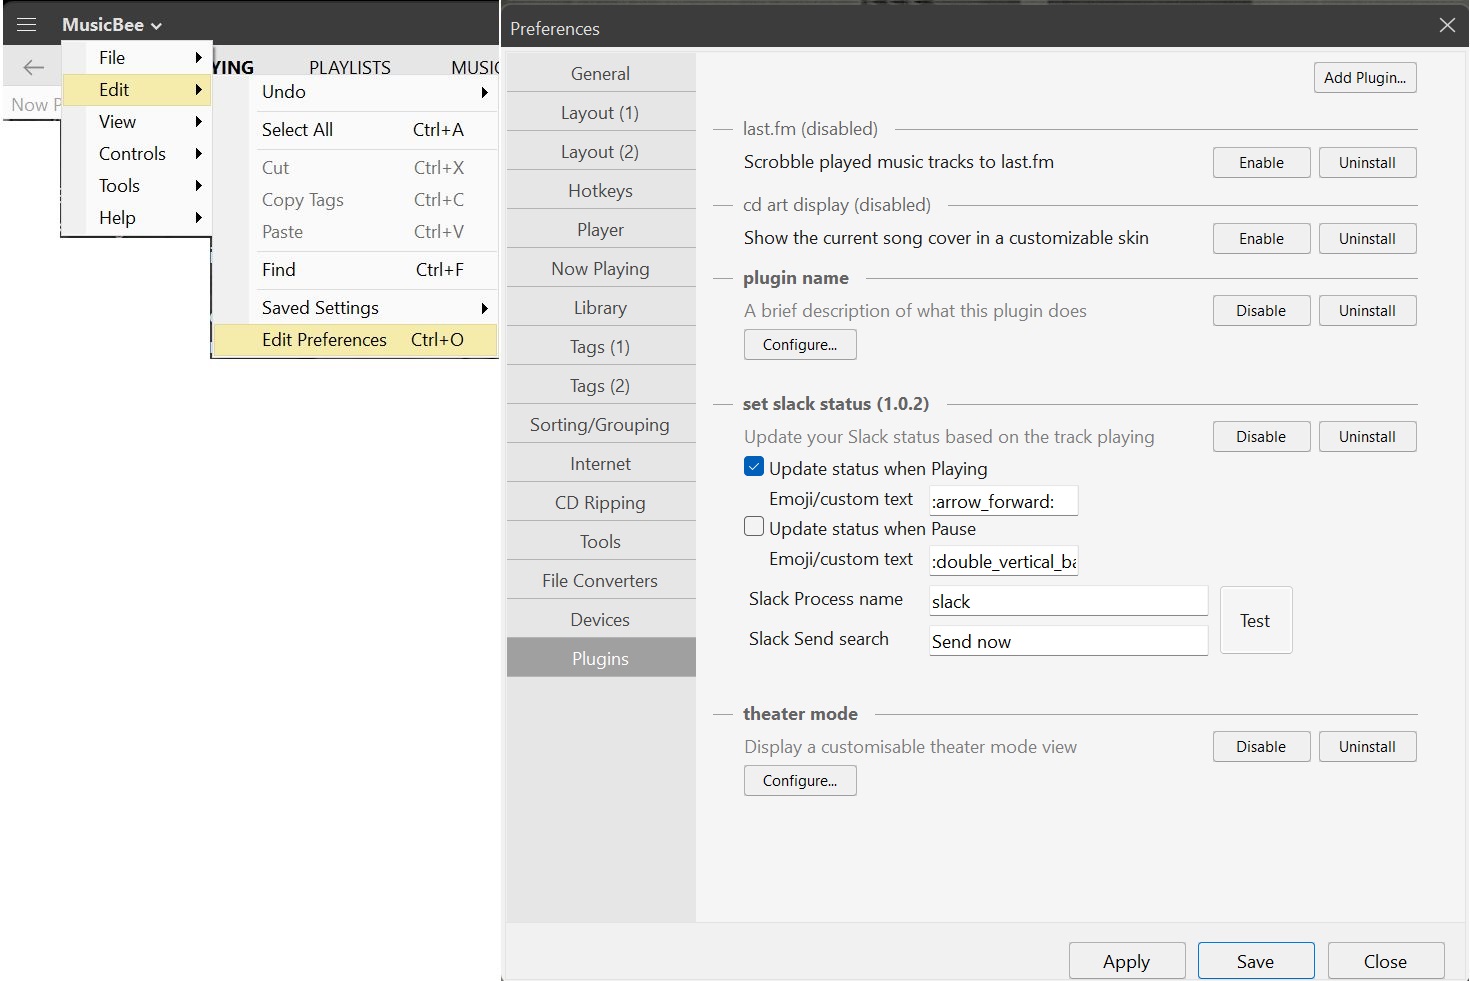 MusicBee
File
Edit
View
Controls
Tools
Help
YING
PLAYLISTS
MUSIC
Now P
Undo
Select All Ctrl+A
Cut Ctrl+X
Copy Tags Ctrl+C
Paste Ctrl+V
Find Ctrl+F
Saved Settings
Edit Preferences Ctrl+O
Preferences
General
Layout (1)
Layout (2)
Hotkeys
Player
Now Playing
Library
Tags (1)
Tags (2)
Sorting/Grouping
Internet
CD Ripping
Tools
File Converters
Devices
Plugins
Add Plugin...
last.fm (disabled)
Scrobble played music tracks to last.fm Enable Uninstall
cd art display (disabled)
Show the current song cover in a customizable skin Enable Uninstall
plugin name
A brief description of what this plugin does Disable Uninstall
Configure...
set slack status (1.0.2)
Update your Slack status based on the track playing Disable Uninstall
Update status when Playing
Emoji/custom text :arrow_forward:
Update status when Pause
Emoji/custom text :double_vertical_ba
Slack Process name slack
Test
Slack Send search Send now
theater mode
Display a customisable theater mode view Disable Uninstall
Configure...
Apply Save Close